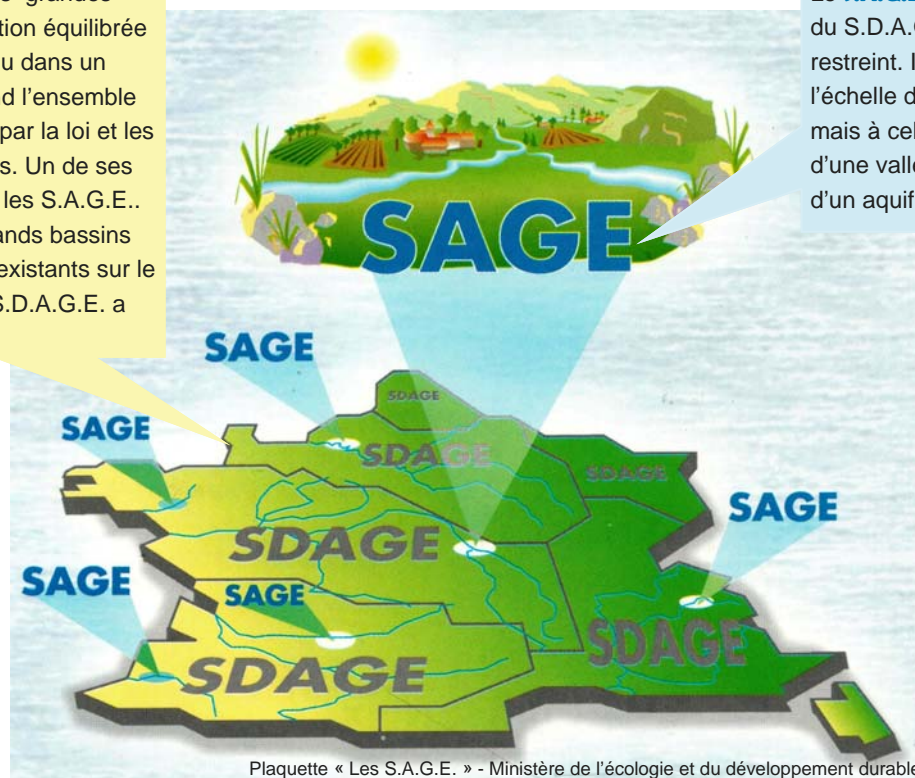 grandes
tion équilibrée
u dans un
d l'ensemble
par la loi et les
s. Un de ses
les S.A.G.E..
ands bassins
existants sur le
S.D.A.G.E. a
du S.D.A.G
restreint. I
l'échelle d
mais à cel
d'une vallé
d'un aquif
SAGE
SAGE
SDAGE
SAGE
SDAGE
SDAGE
SAGE
SDAGE
SAGE
SAGE
SDAGE
SDAGE
Plaquette « Les S.A.G.E. » - Ministère de l'écologie et du développement durable